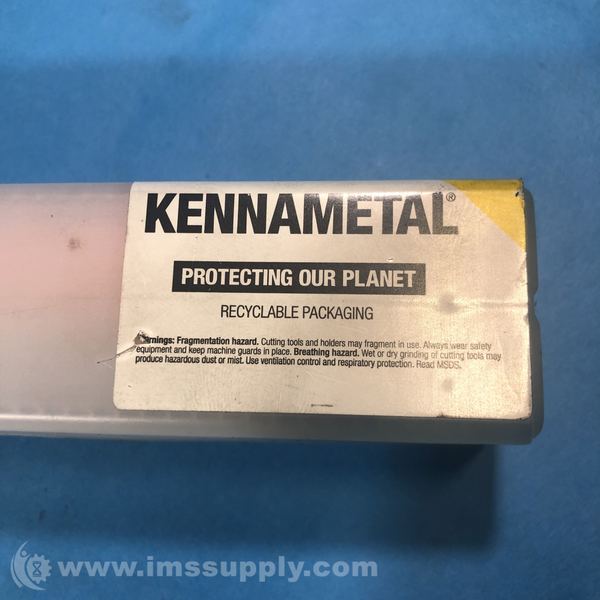 KENNAMETAL®
PROTECTING OUR PLANET
RECYCLABLE PACKAGING
Fragmentation hazard. Cutting tools and holders may fragment in use. Always wear safety
equipment and keep machine guards in place. Breathing hazard. Wet or dry grinding of cutting tools may
produce hazardous dust or mist. Use ventilation control and respiratory protection. Read MSDS.
www.imssupply.com